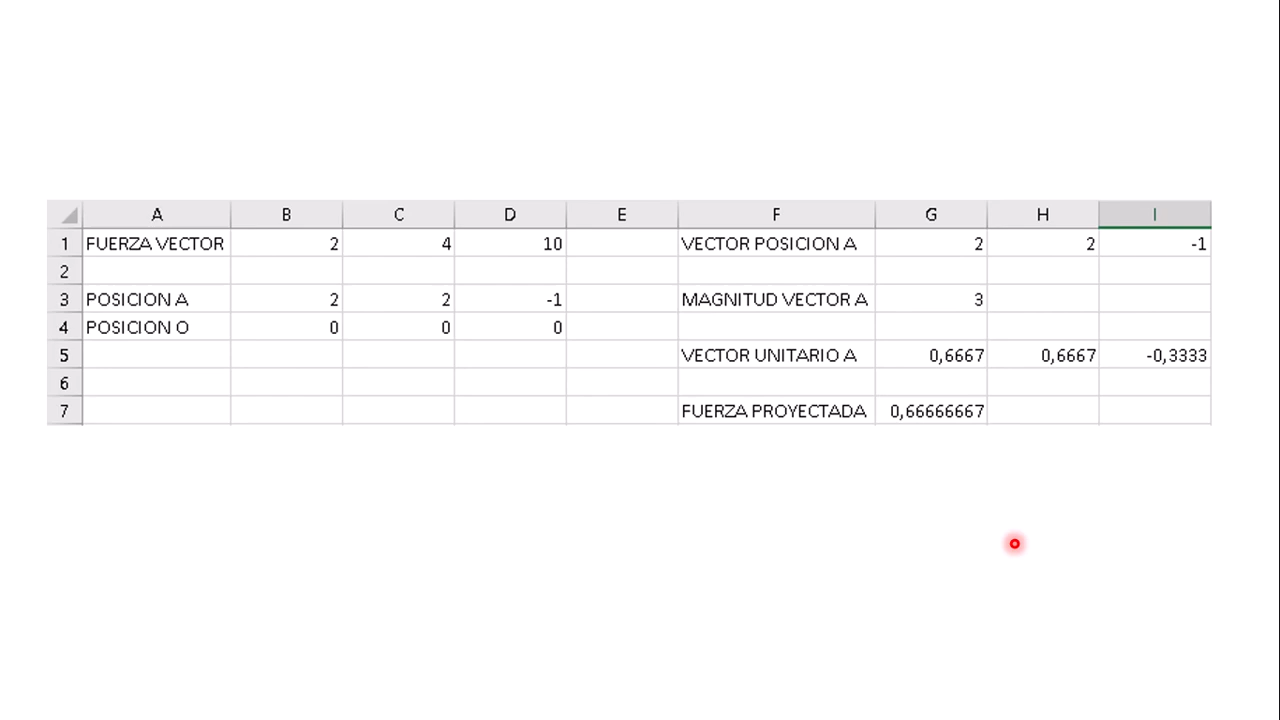 A B C D E F G H I
1 FUERZA VECTOR 2 4 10 VECTOR POSICION A 2 2 -1
2
3 POSICION A 2 2 -1 MAGNITUD VECTOR A 3
4 POSICION O 0 0 0
5 VECTOR UNITARIO A 0,6667 0,6667 -0,3333
6
7 FUERZA PROYECTADA 0,66666667